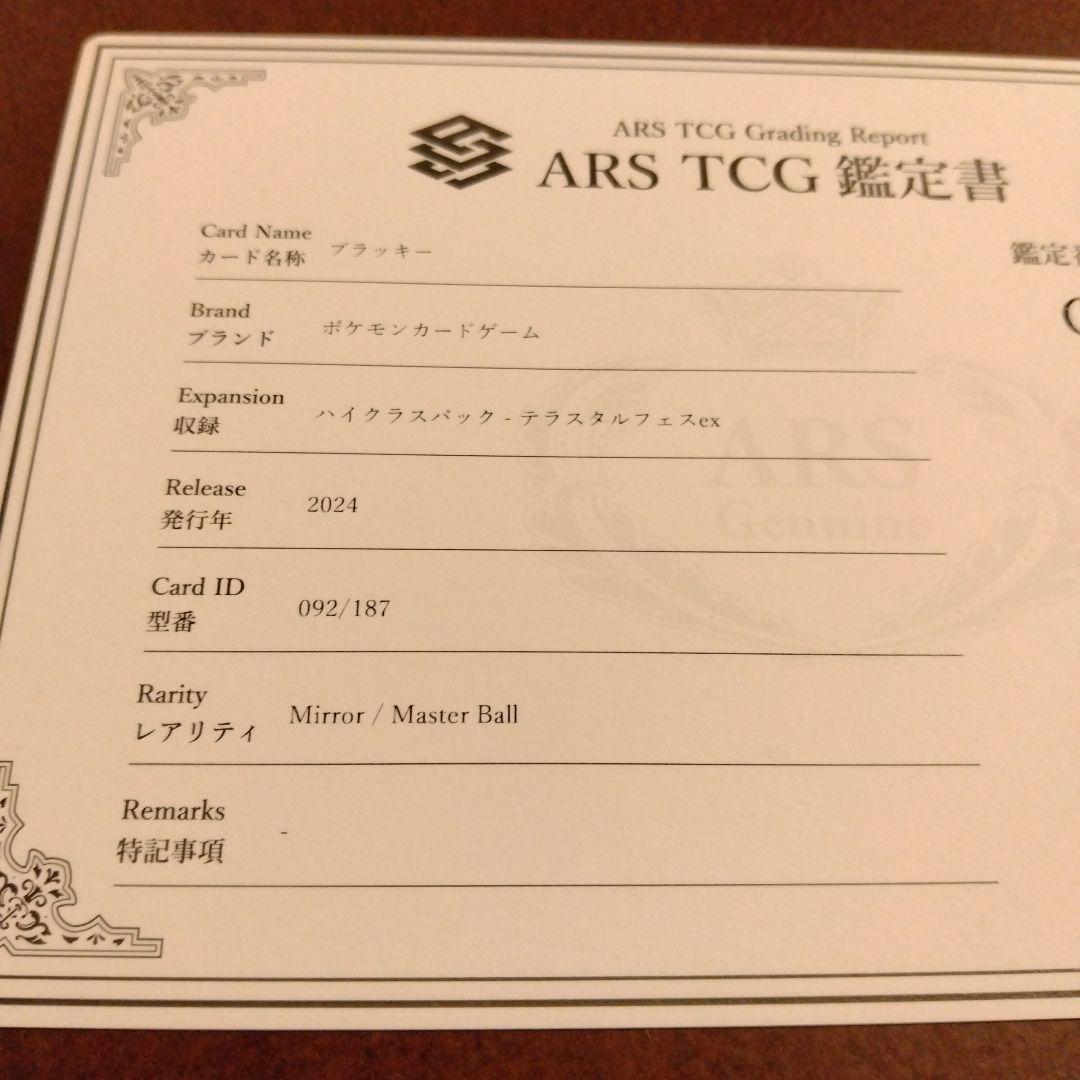 ARS TCG Grading Report
ARS TCG 鑑定書
Card Name
カード名称 ブラッキー
鑑定
Brand
ブランド ポケモンカードゲーム
Expansion
収録 ハイクラスパック - テラスタルフェスex
ARS
Genuine
Release
発行年 2024
Card ID
型番 092/187
Rarity
レアリティ Mirror / Master Ball
Remarks
特記事項 -